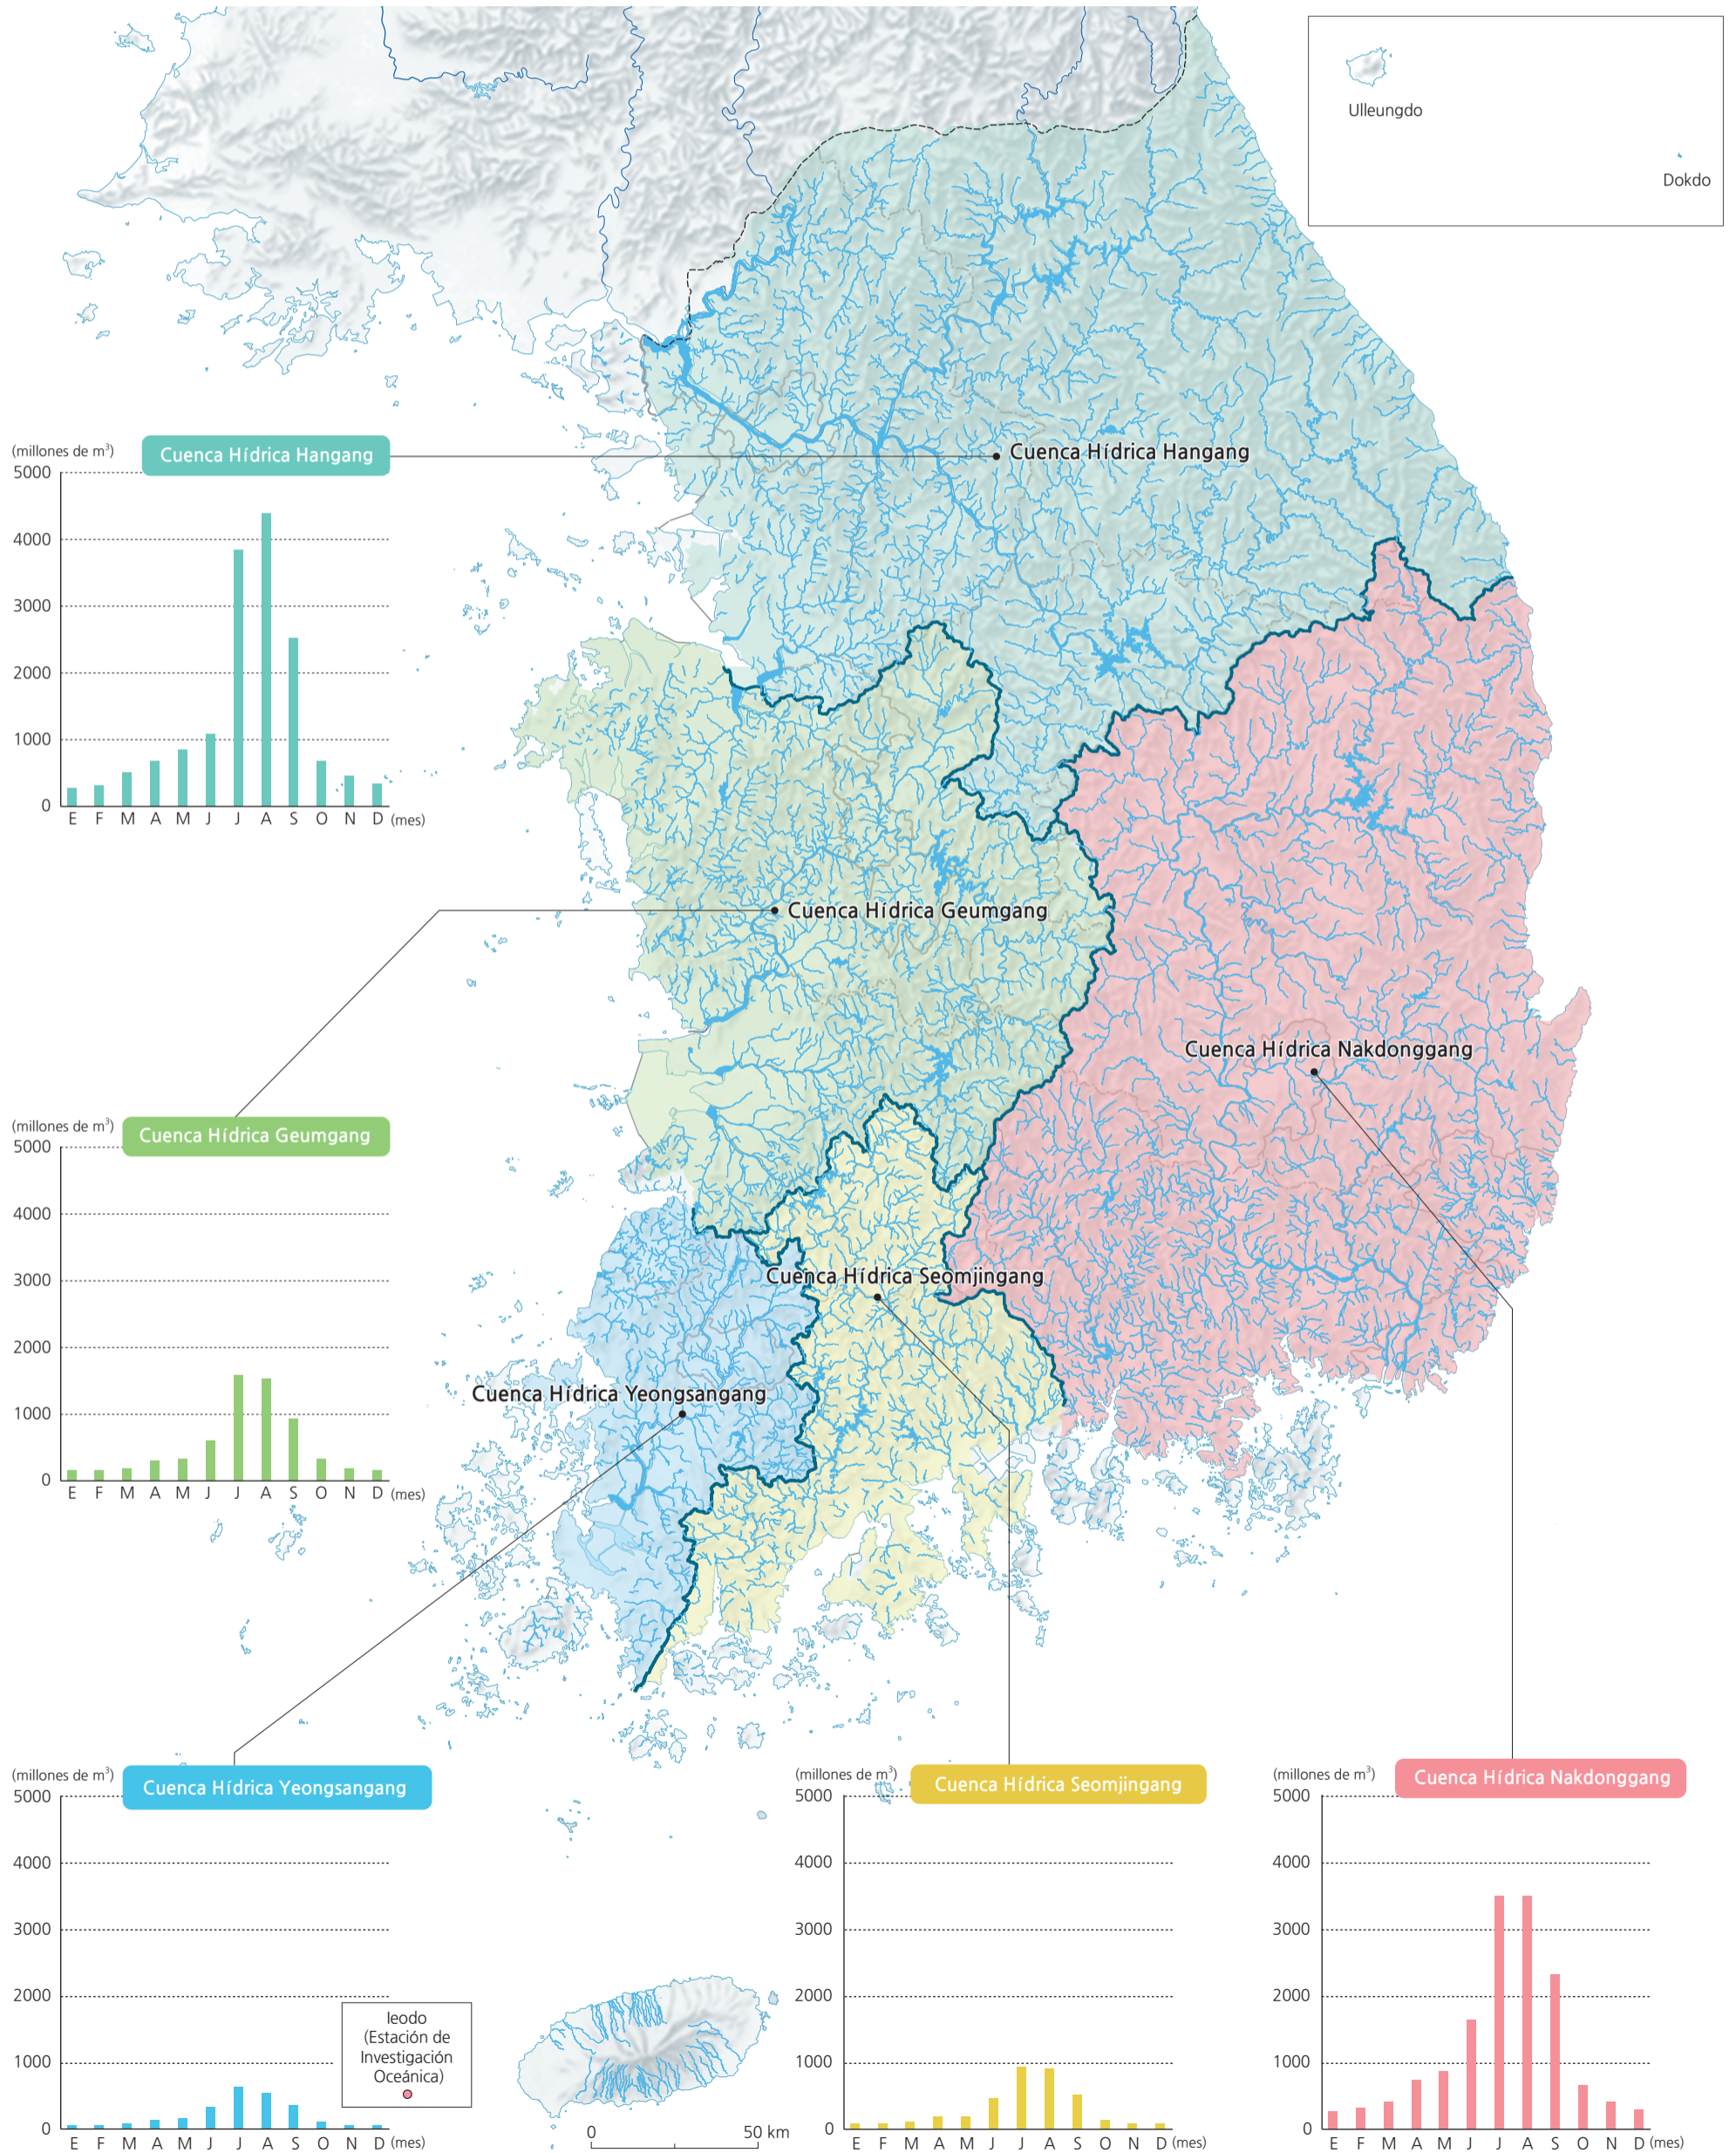 Ulleungdo
Dokdo
(millones de m³)
Cuenca Hídrica Hangang
5000
4000
3000
2000
1000
0
E F M A M J J A S O N D (mes)
Cuenca Hídrica Hangang
Cuenca Hídrica Geumgang
Cuenca Hídrica Nakdonggang
(millones de m³)
Cuenca Hídrica Geumgang
5000
4000
3000
2000
1000
0
E F M A M J J A S O N D (mes)
Cuenca Hídrica Seomjingang
Cuenca Hídrica Yeongsangang
(millones de m³)
Cuenca Hídrica Yeongsangang
5000
4000
3000
2000
1000
0
E F M A M J J A S O N D (mes)
Ieodo
(Estación de
Investigación
Oceánica)
0 50 km
(millones de m³)
Cuenca Hídrica Seomjingang
5000
4000
3000
2000
1000
0
E F M A M J J A S O N D (mes)
(millones de m³)
Cuenca Hídrica Nakdonggang
5000
4000
3000
2000
1000
0
E F M A M J J A S O N D (mes)